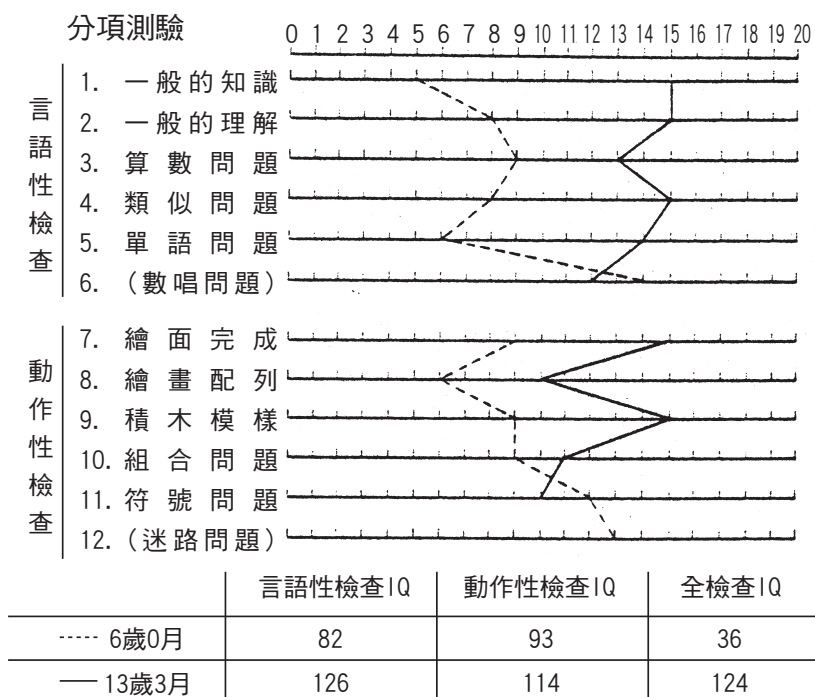 分項測驗
0 1 2 3 4 5 6 7 8 9 10 11 12 13 14 15 16 17 18 19 20
言語性檢查
1. 一般的知識
2. 一般的理解
3. 算數問題
4. 類似問題
5. 單語問題
6. (數唱問題)
動作性檢查
7. 繪面完成
8. 繪畫配列
9. 積木模樣
10. 組合問題
11. 符號問題
12. (迷路問題)
言語性檢查IQ 動作性檢查IQ 全檢查IQ
6歲0月 82 93 36
13歲3月 126 114 124